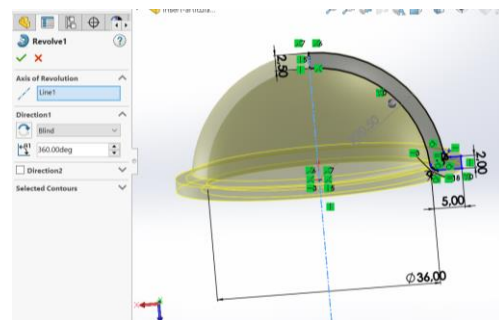 Revolve1
Axis of Revolution
Line1
Direction1
Blind
360.00deg
Direction2
Selected Contours
2,50
2,00
5,00
Ø36,00